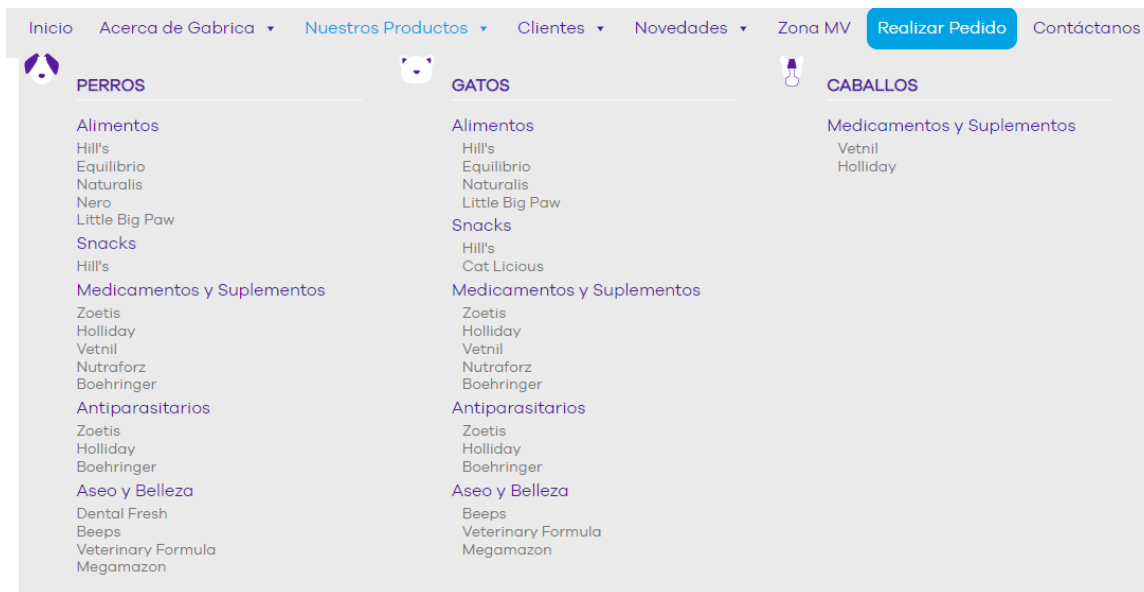 Inicio Acerca de Gabrica Nuestros Productos Clientes Novedades Zona MV Realizar Pedido Contáctanos
PERROS
Alimentos
Hill's
Equilibrio
Naturalis
Nero
Little Big Paw
Snacks
Hill's
Medicamentos y Suplementos
Zoetis
Holliday
Vetnil
Nutraforz
Boehringer
Antiparasitarios
Zoetis
Holliday
Boehringer
Aseo y Belleza
Dental Fresh
Beeps
Veterinary Formula
Megamazon
GATOS
Alimentos
Hill's
Equilibrio
Naturalis
Little Big Paw
Snacks
Hill's
Cat Licious
Medicamentos y Suplementos
Zoetis
Holliday
Vetnil
Nutraforz
Boehringer
Antiparasitarios
Zoetis
Holliday
Boehringer
Aseo y Belleza
Beeps
Veterinary Formula
Megamazon
CABALLOS
Medicamentos y Suplementos
Vetnil
Holliday